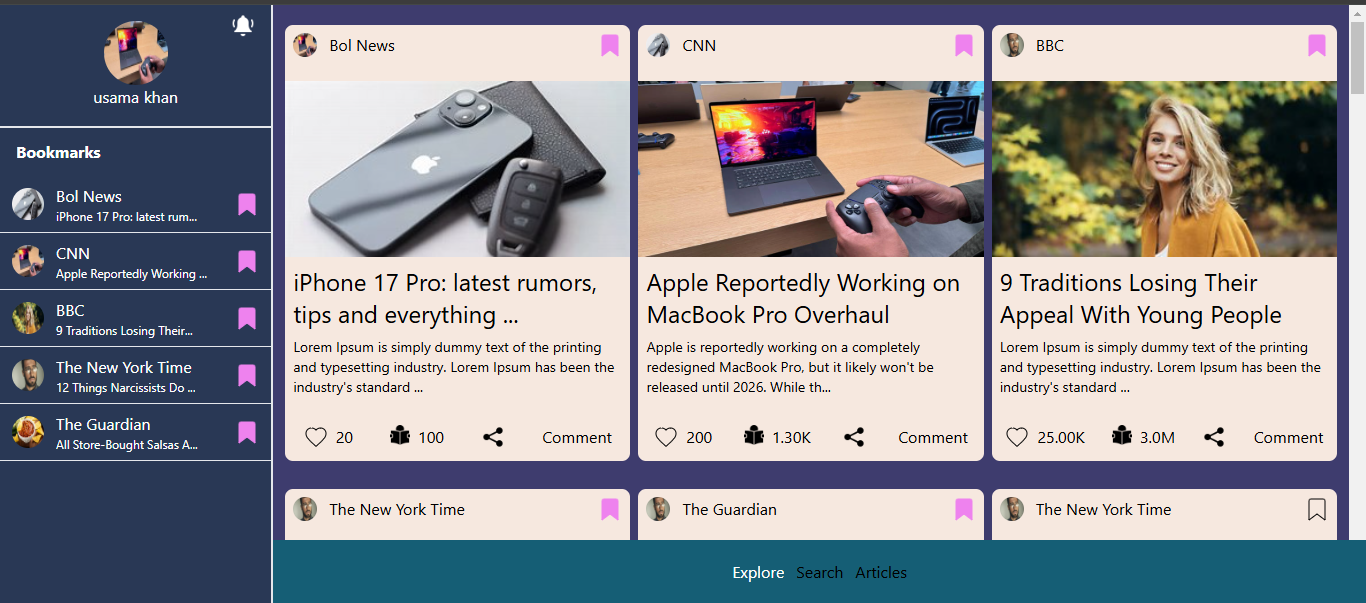 usama khan
Bookmarks
Bol News
iPhone 17 Pro: latest rum...
CNN
Apple Reportedly Working ...
BBC
9 Traditions Losing Their...
The New York Time
12 Things Narcissists Do ...
The Guardian
All Store-Bought Salsas A...
Bol News
iPhone 17 Pro: latest rumors,
tips and everything ...
Lorem Ipsum is simply dummy text of the printing
and typesetting industry. Lorem Ipsum has been the
industry's standard ...
20 100 Comment
CNN
Apple Reportedly Working on
MacBook Pro Overhaul
Apple is reportedly working on a completely
redesigned MacBook Pro, but it likely won't be
released until 2026. While th...
200 1.30K Comment
BBC
9 Traditions Losing Their
Appeal With Young People
Lorem Ipsum is simply dummy text of the printing
and typesetting industry. Lorem Ipsum has been the
industry's standard ...
25.00K 3.0M Comment
The New York Time
The Guardian
The New York Time
Explore Search Articles